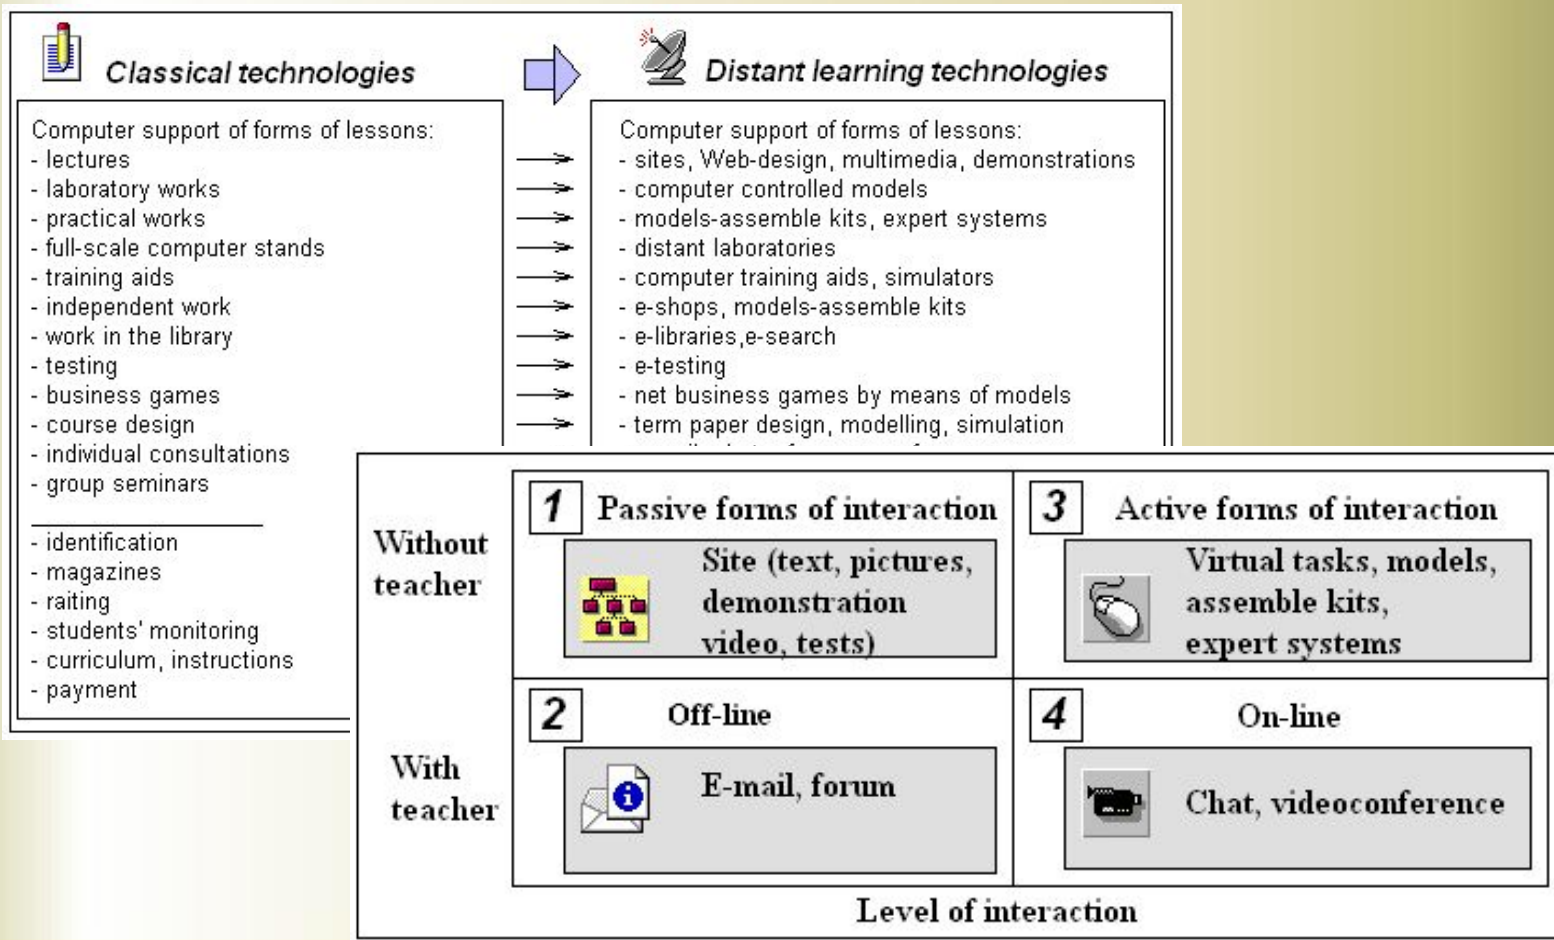 Classical technologies
Distant learning technologies
Computer support of forms of lessons:
- lectures
- laboratory works
- practical works
- full-scale computer stands
- training aids
- independent work
- work in the library
- testing
- business games
- course design
- individual consultations
- group seminars
- identification
- magazines
- raiting
- students' monitoring
- curriculum, instructions
- payment
Computer support of forms of lessons:
- sites, Web-design, multimedia, demonstrations
- computer controlled models
- models-assemble kits, expert systems
- distant laboratories
- computer training aids, simulators
- e-shops, models-assemble kits
- e-libraries,e-search
- e-testing
- net business games by means of models
- term paper design, modelling, simulation
Without
teacher
1 Passive forms of interaction
Site (text, pictures,
demonstration
video, tests)
3 Active forms of interaction
Virtual tasks, models,
assemble kits,
expert systems
With
teacher
2 Off-line
E-mail, forum
4 On-line
Chat, videoconference
Level of interaction